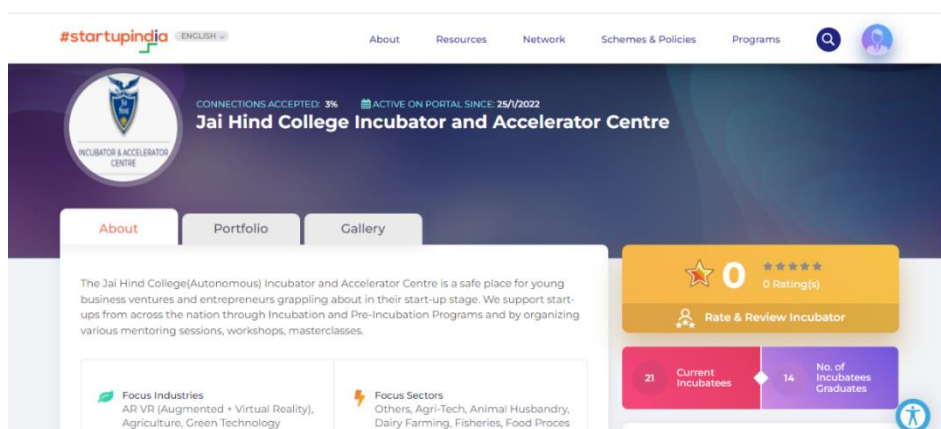 #startupindia ENGLISH
About Resources Network Schemes & Policies Programs
CONNECTIONS ACCEPTED: 3% ACTIVE ON PORTAL SINCE: 25/1/2022
Jai Hind College Incubator and Accelerator Centre
INCUBATOR & ACCELERATOR
CENTRE
About Portfolio Gallery
The Jai Hind College(Autonomous) Incubator and Accelerator Centre is a safe place for young
business ventures and entrepreneurs grappling about in their start-up stage. We support start-
ups from across the nation through Incubation and Pre-Incubation Programs and by organizing
various mentoring sessions, workshops, masterclasses.
0
0 Rating(s)
Rate & Review Incubator
21 Current
Incubatees
14 No. of
Incubatees
Graduates
Focus Industries
AR VR (Augmented + Virtual Reality),
Agriculture, Green Technology
Focus Sectors
Others, Agri-Tech, Animal Husbandry,
Dairy Farming, Fisheries, Food Proces